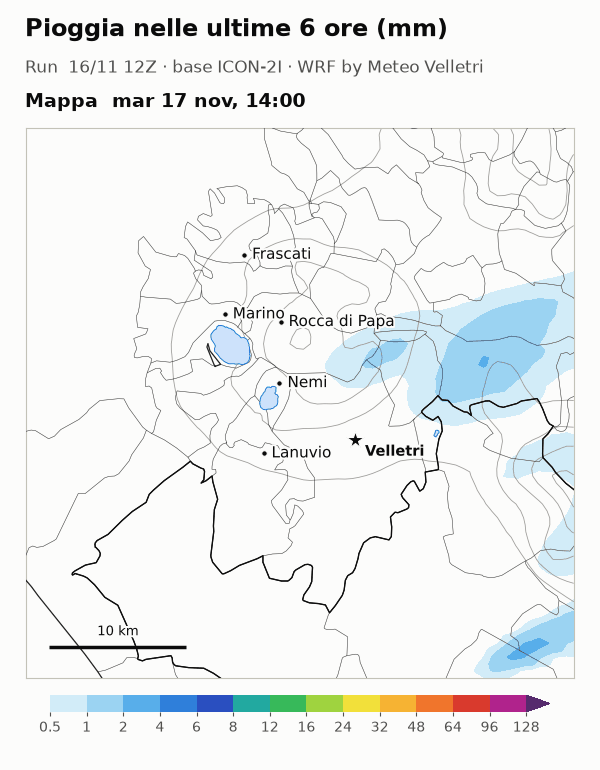 Pioggia nelle ultime 6 ore (mm)
Run 16/11 12Z · base ICON-2I · WRF by Meteo Velletri
Mappa mar 17 nov, 14:00
Frascati
Marino
Rocca di Papa
Nemi
Velletri
Lanuvio
10 km
0.5 1 2 4 6 8 12 16 24 32 48 64 96 128